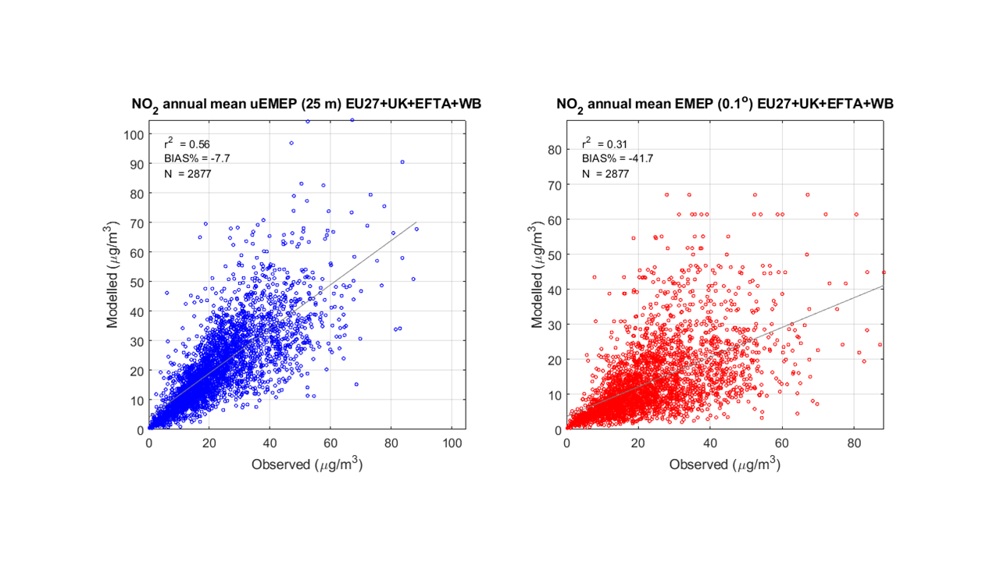 NO2 annual mean uEMEP (25 m) EU27+UK+EFTA+WB
r2 = 0.56
BIAS% = -7.7
N = 2877
100
90
80
70
60
50
40
30
20
10
0
0 20 40 60 80 100
Modelled (μg/m3)
Observed (μg/m3)
NO2 annual mean EMEP (0.1o) EU27+UK+EFTA+WB
r2 = 0.31
BIAS% = -41.7
N = 2877
80
70
60
50
40
30
20
10
0
0 20 40 60 80
Modelled (μg/m3)
Observed (μg/m3)